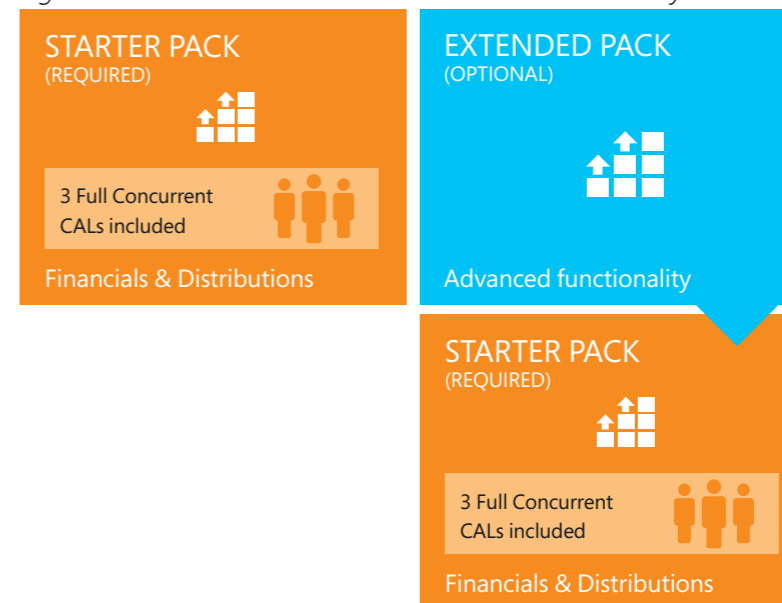 STARTER PACK
(REQUIRED)
3 Full Concurrent
CALs included
Financials & Distributions
EXTENDED PACK
(OPTIONAL)
Advanced functionality
STARTER PACK
(REQUIRED)
3 Full Concurrent
CALs included
Financials & Distributions